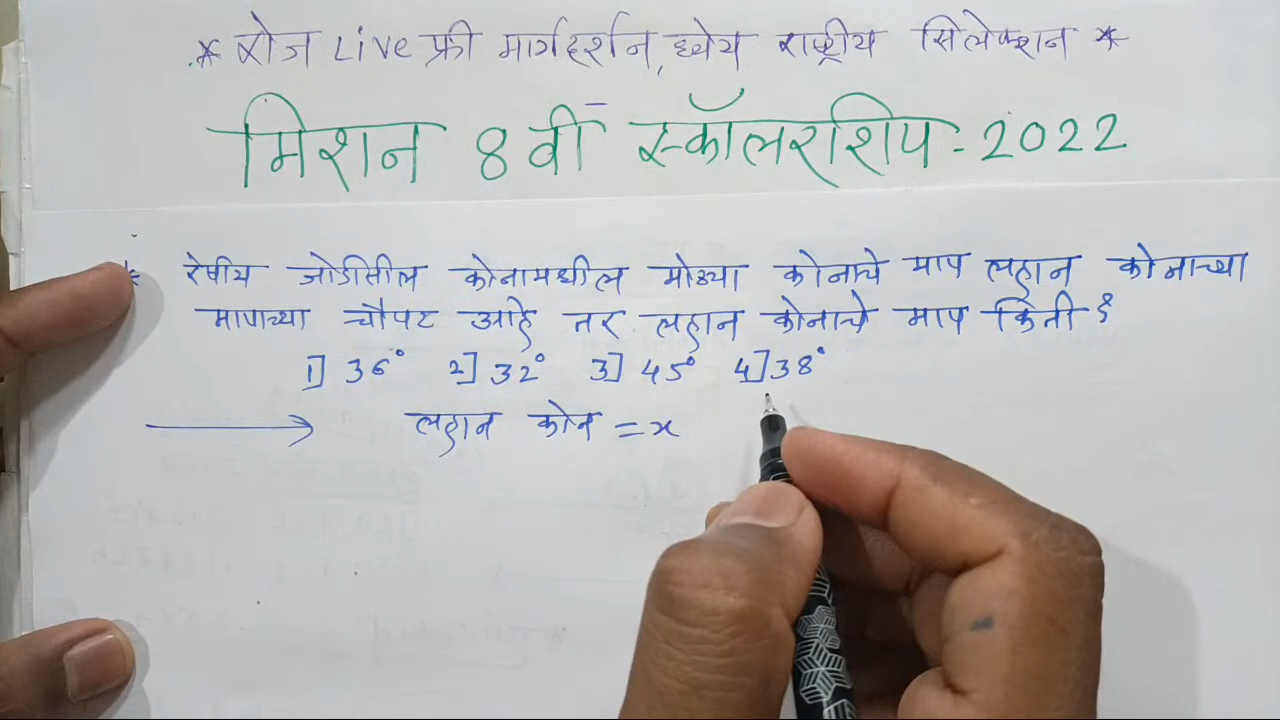 * रोज Live फ्री मार्गदर्शन, ध्येय राष्ट्रीय सिलेक्शन *
मिशन 8वी स्कॉलरशिप - 2022
* रेषीय जोडीतील कोनामधील मोठ्या कोनाचे माप लहान कोनाच्या
मापाच्या चौपट आहे तर लहान कोनाचे माप किती ?
1] 36° 2] 32° 3] 45° 4] 38°
→ लहान कोन = x